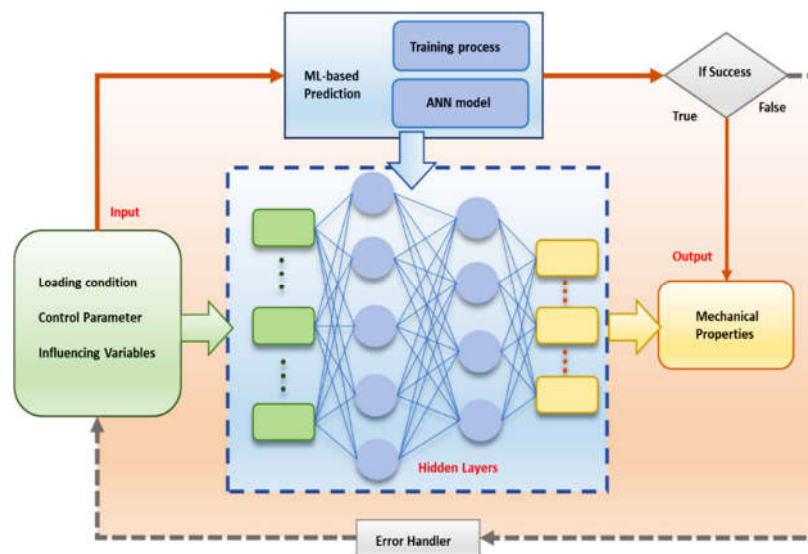 Training process
ML-based
Prediction
ANN model
If Success
True
False
Input
Output
Loading condition
Control Parameter
Influencing Variables
Mechanical
Properties
Hidden Layers
Error Handler